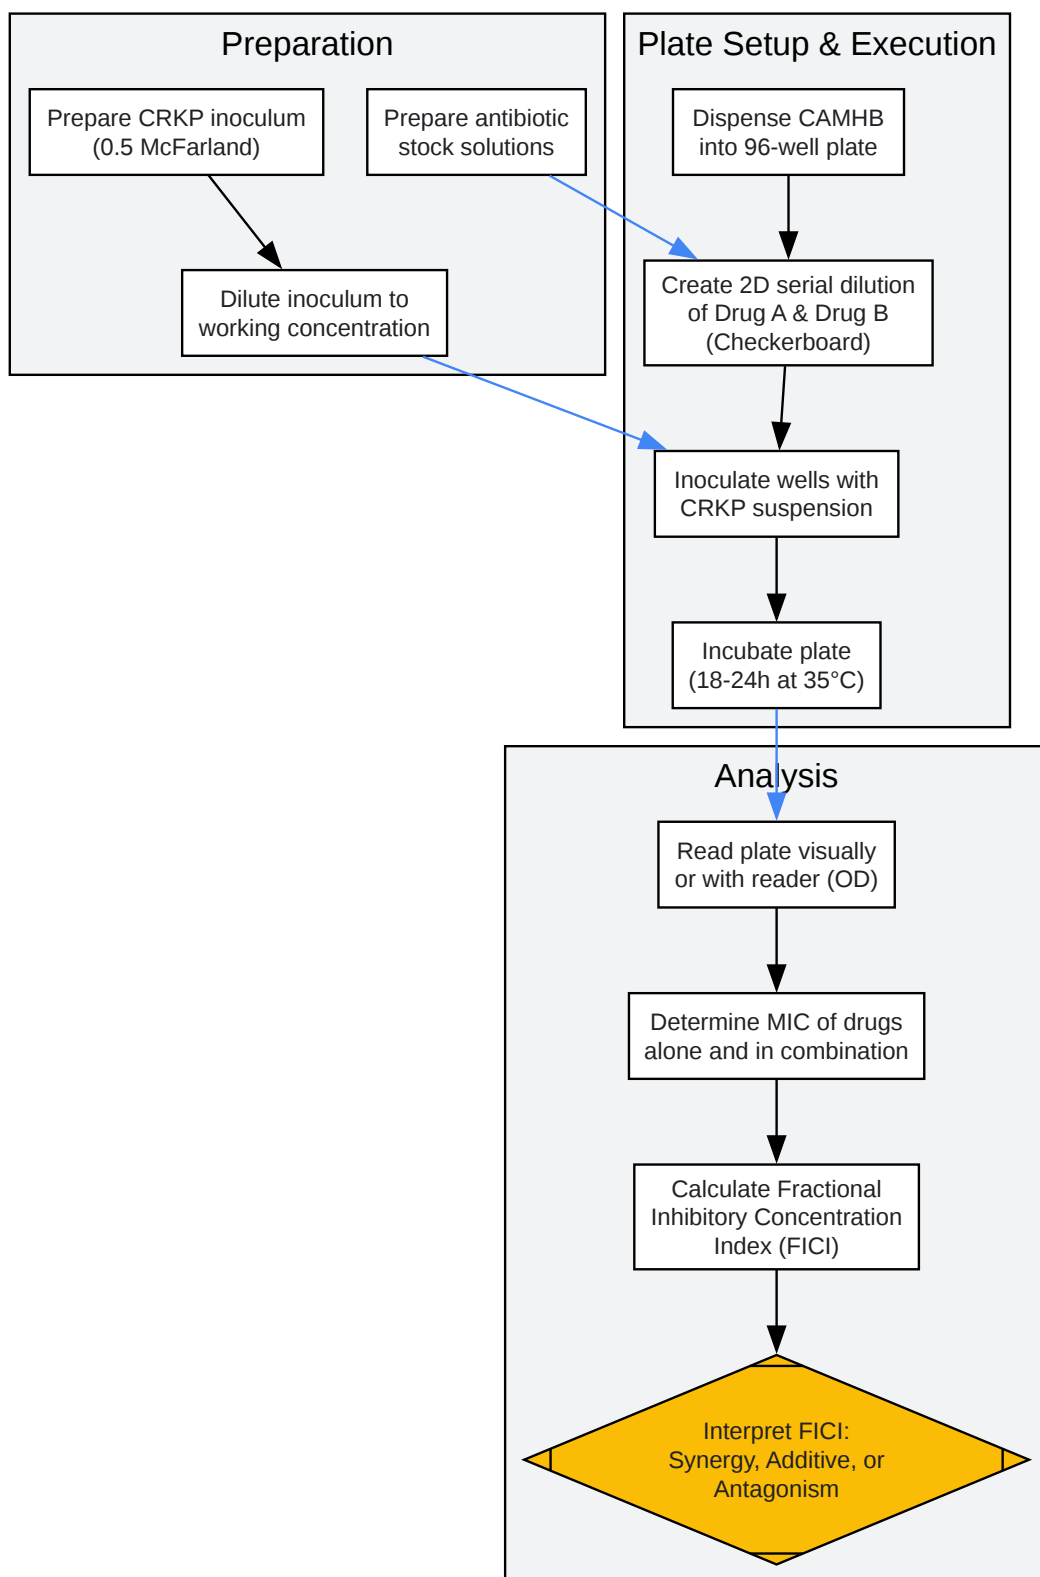 Preparation
Prepare CRKP inoculum
(0.5 McFarland)
Prepare antibiotic
stock solutions
Dilute inoculum to
working concentration
Plate Setup & Execution
Dispense CAMHB
into 96-well plate
Create 2D serial dilution
of Drug A & Drug B
(Checkerboard)
Inoculate wells with
CRKP suspension
Incubate plate
(18-24h at 35°C)
Analysis
Read plate visually
or with reader (OD)
Determine MIC of drugs
alone and in combination
Calculate Fractional
Inhibitory Concentration
Index (FICI)
Interpret FICI:
Synergy, Additive, or
Antagonism